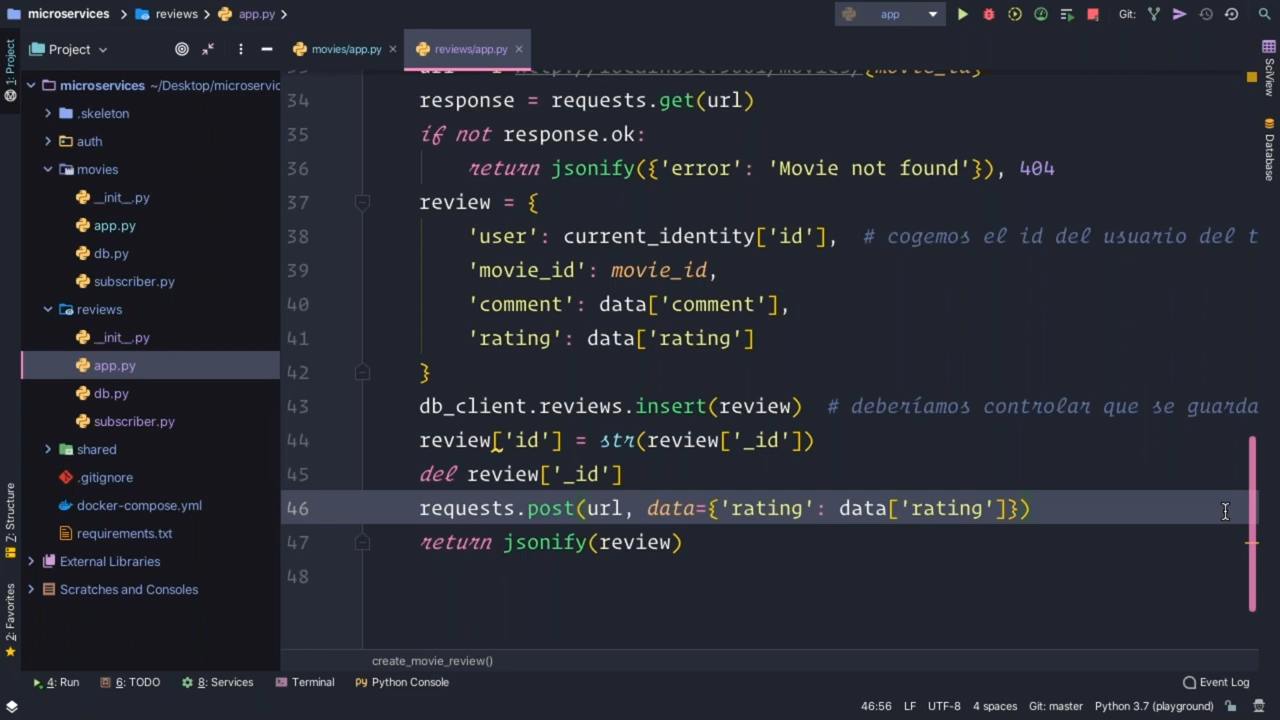 microservices
reviews
app.py
app
Git:
1: Project
Project
movies/app.py
reviews/app.py
microservices ~/Desktop/microservic
.skeleton
auth
movies
__init__.py
app.py
db.py
subscriber.py
reviews
__init__.py
app.py
db.py
subscriber.py
shared
.gitignore
docker-compose.yml
requirements.txt
External Libraries
Scratches and Consoles
34 response = requests.get(url)
35 if not response.ok:
36 return jsonify({'error': 'Movie not found'}), 404
37 review = {
38 'user': current_identity['id'], # cogemos el id del usuario del t
39 'movie_id': movie_id,
40 'comment': data['comment'],
41 'rating': data['rating']
42 }
43 db_client.reviews.insert(review) # deberíamos controlar que se guarda
44 review['id'] = str(review['_id'])
45 del review['_id']
46 requests.post(url, data={'rating': data['rating']})
47 return jsonify(review)
48
create_movie_review()
SciView
Database
Z: Structure
2: Favorites
4: Run
6: TODO
8: Services
Terminal
Python Console
Event Log
46:56 LF UTF-8 4 spaces Git: master Python 3.7 (playground)